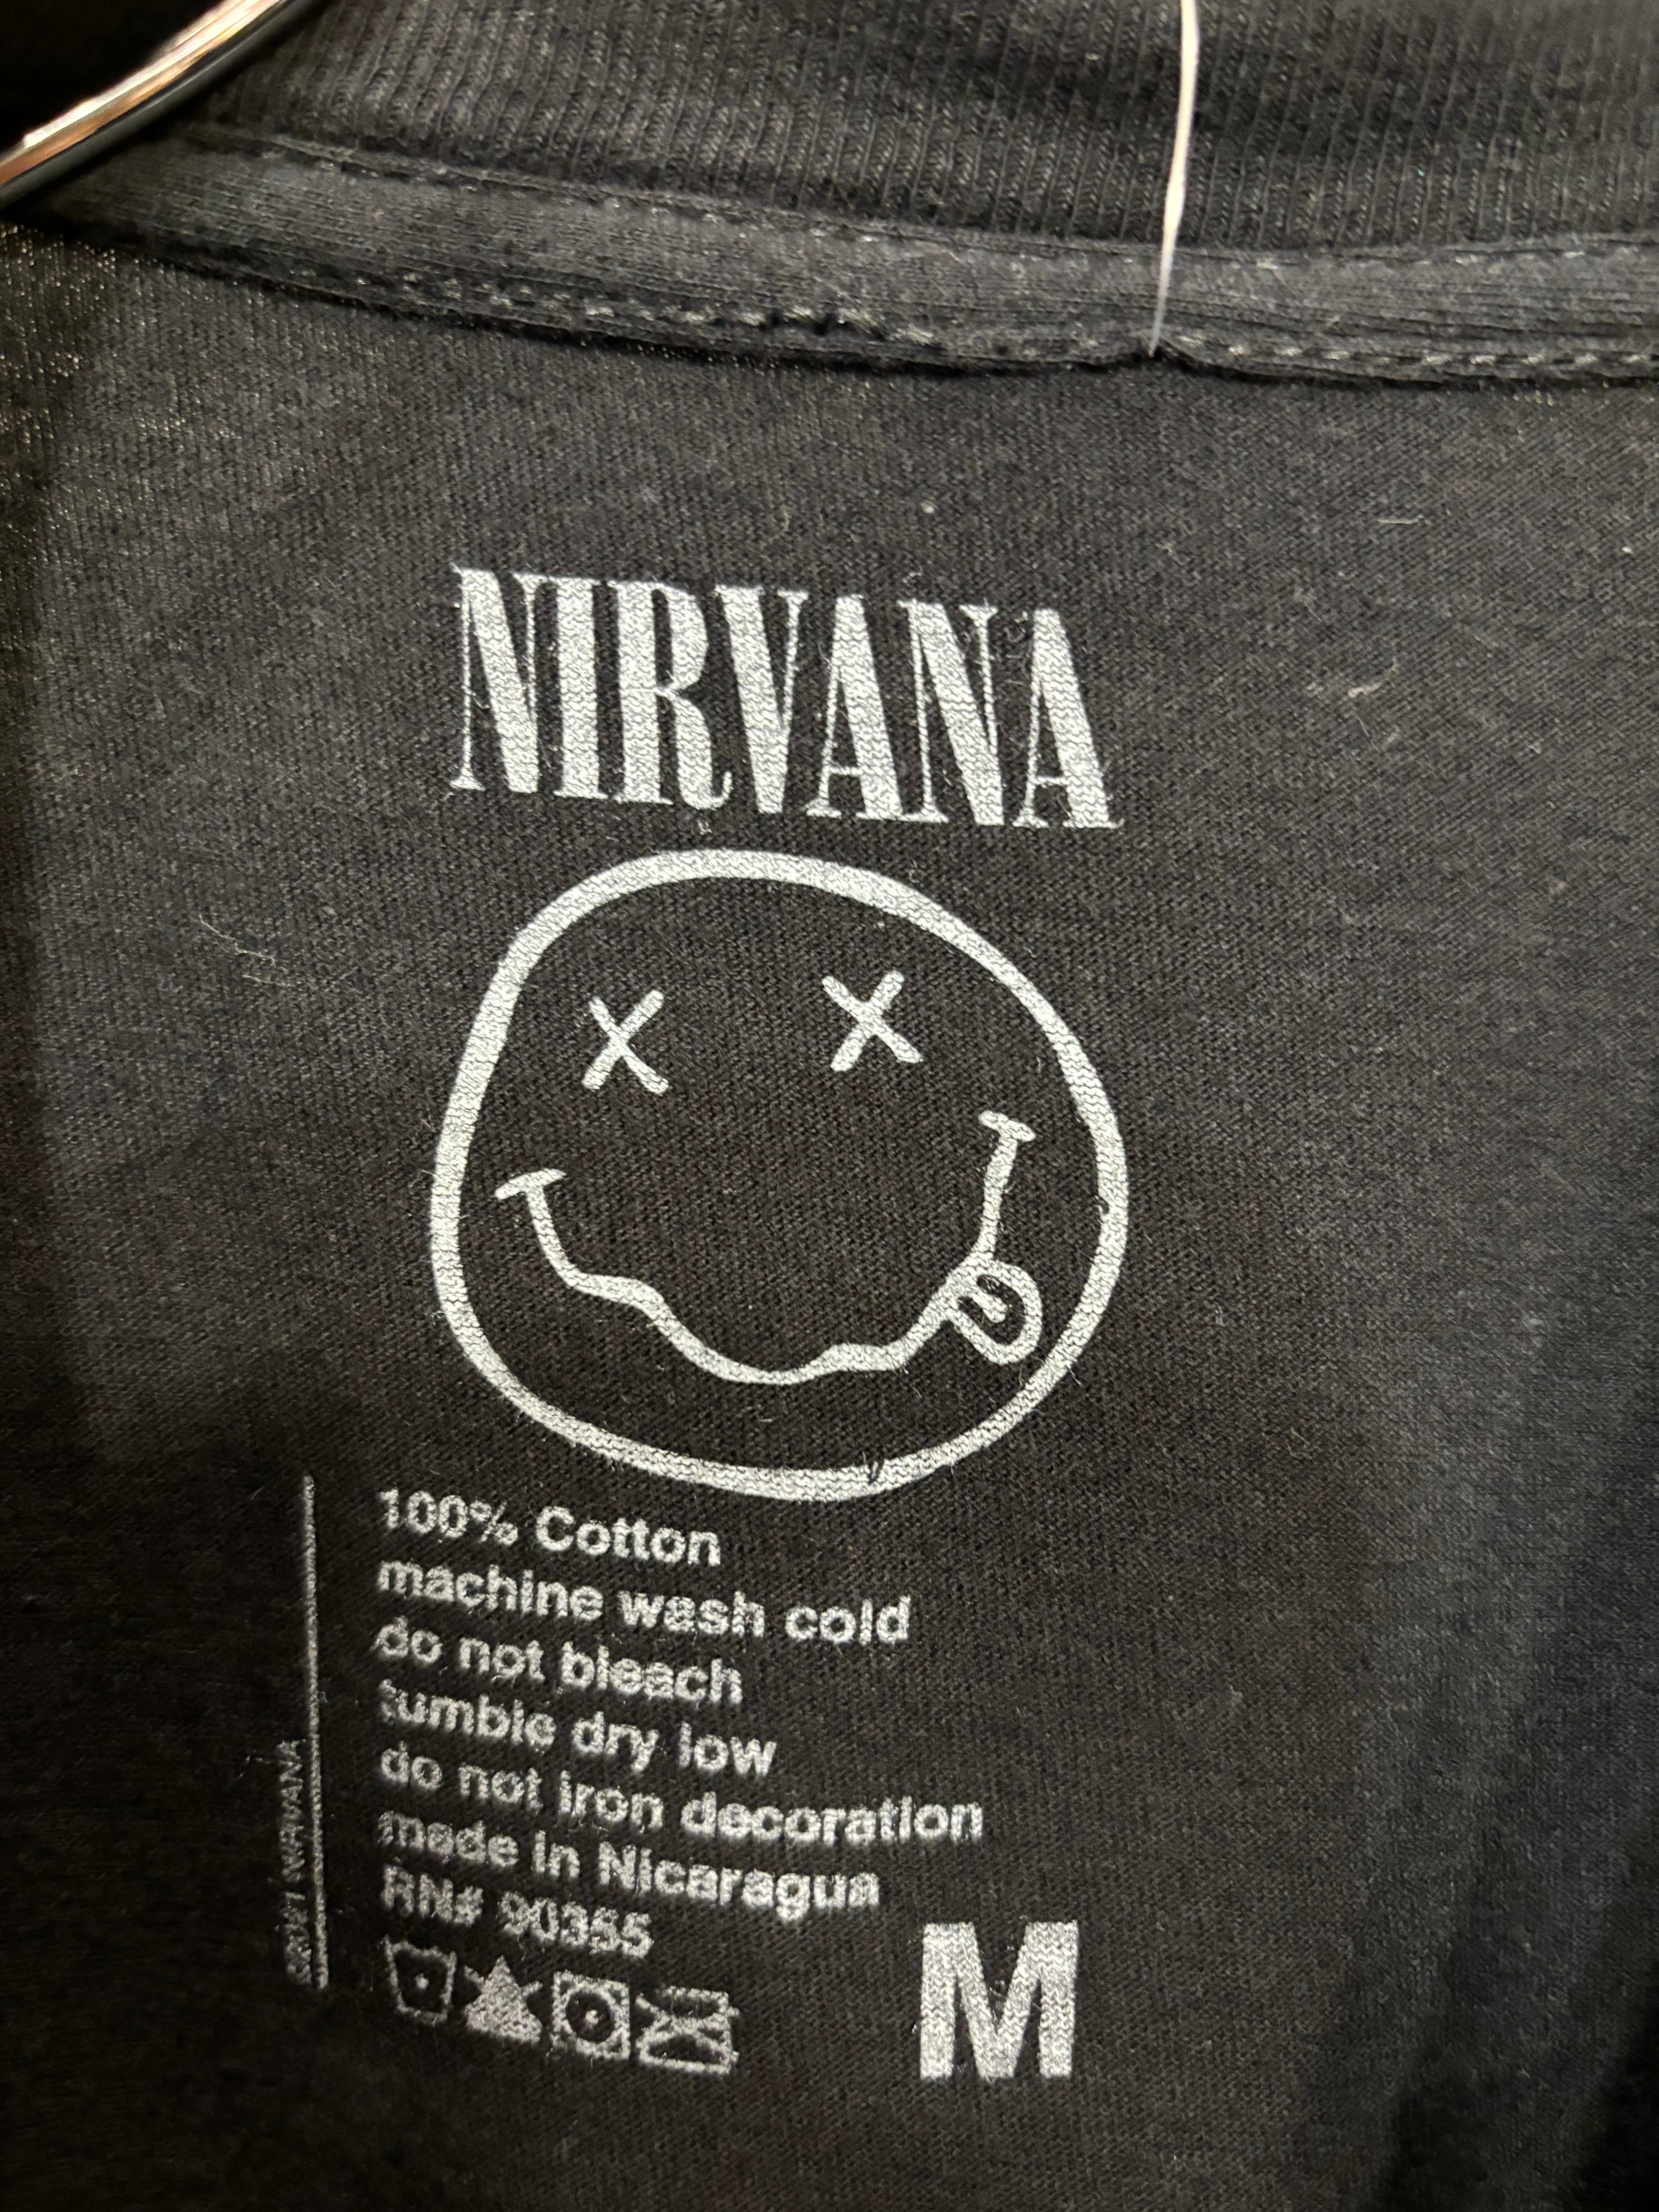 NIRVANA
100% Cotton
machine wash cold
do not bleach
tumble dry low
do not iron decoration
made in Nicaragua
RN# 90355
M
NIRVANA